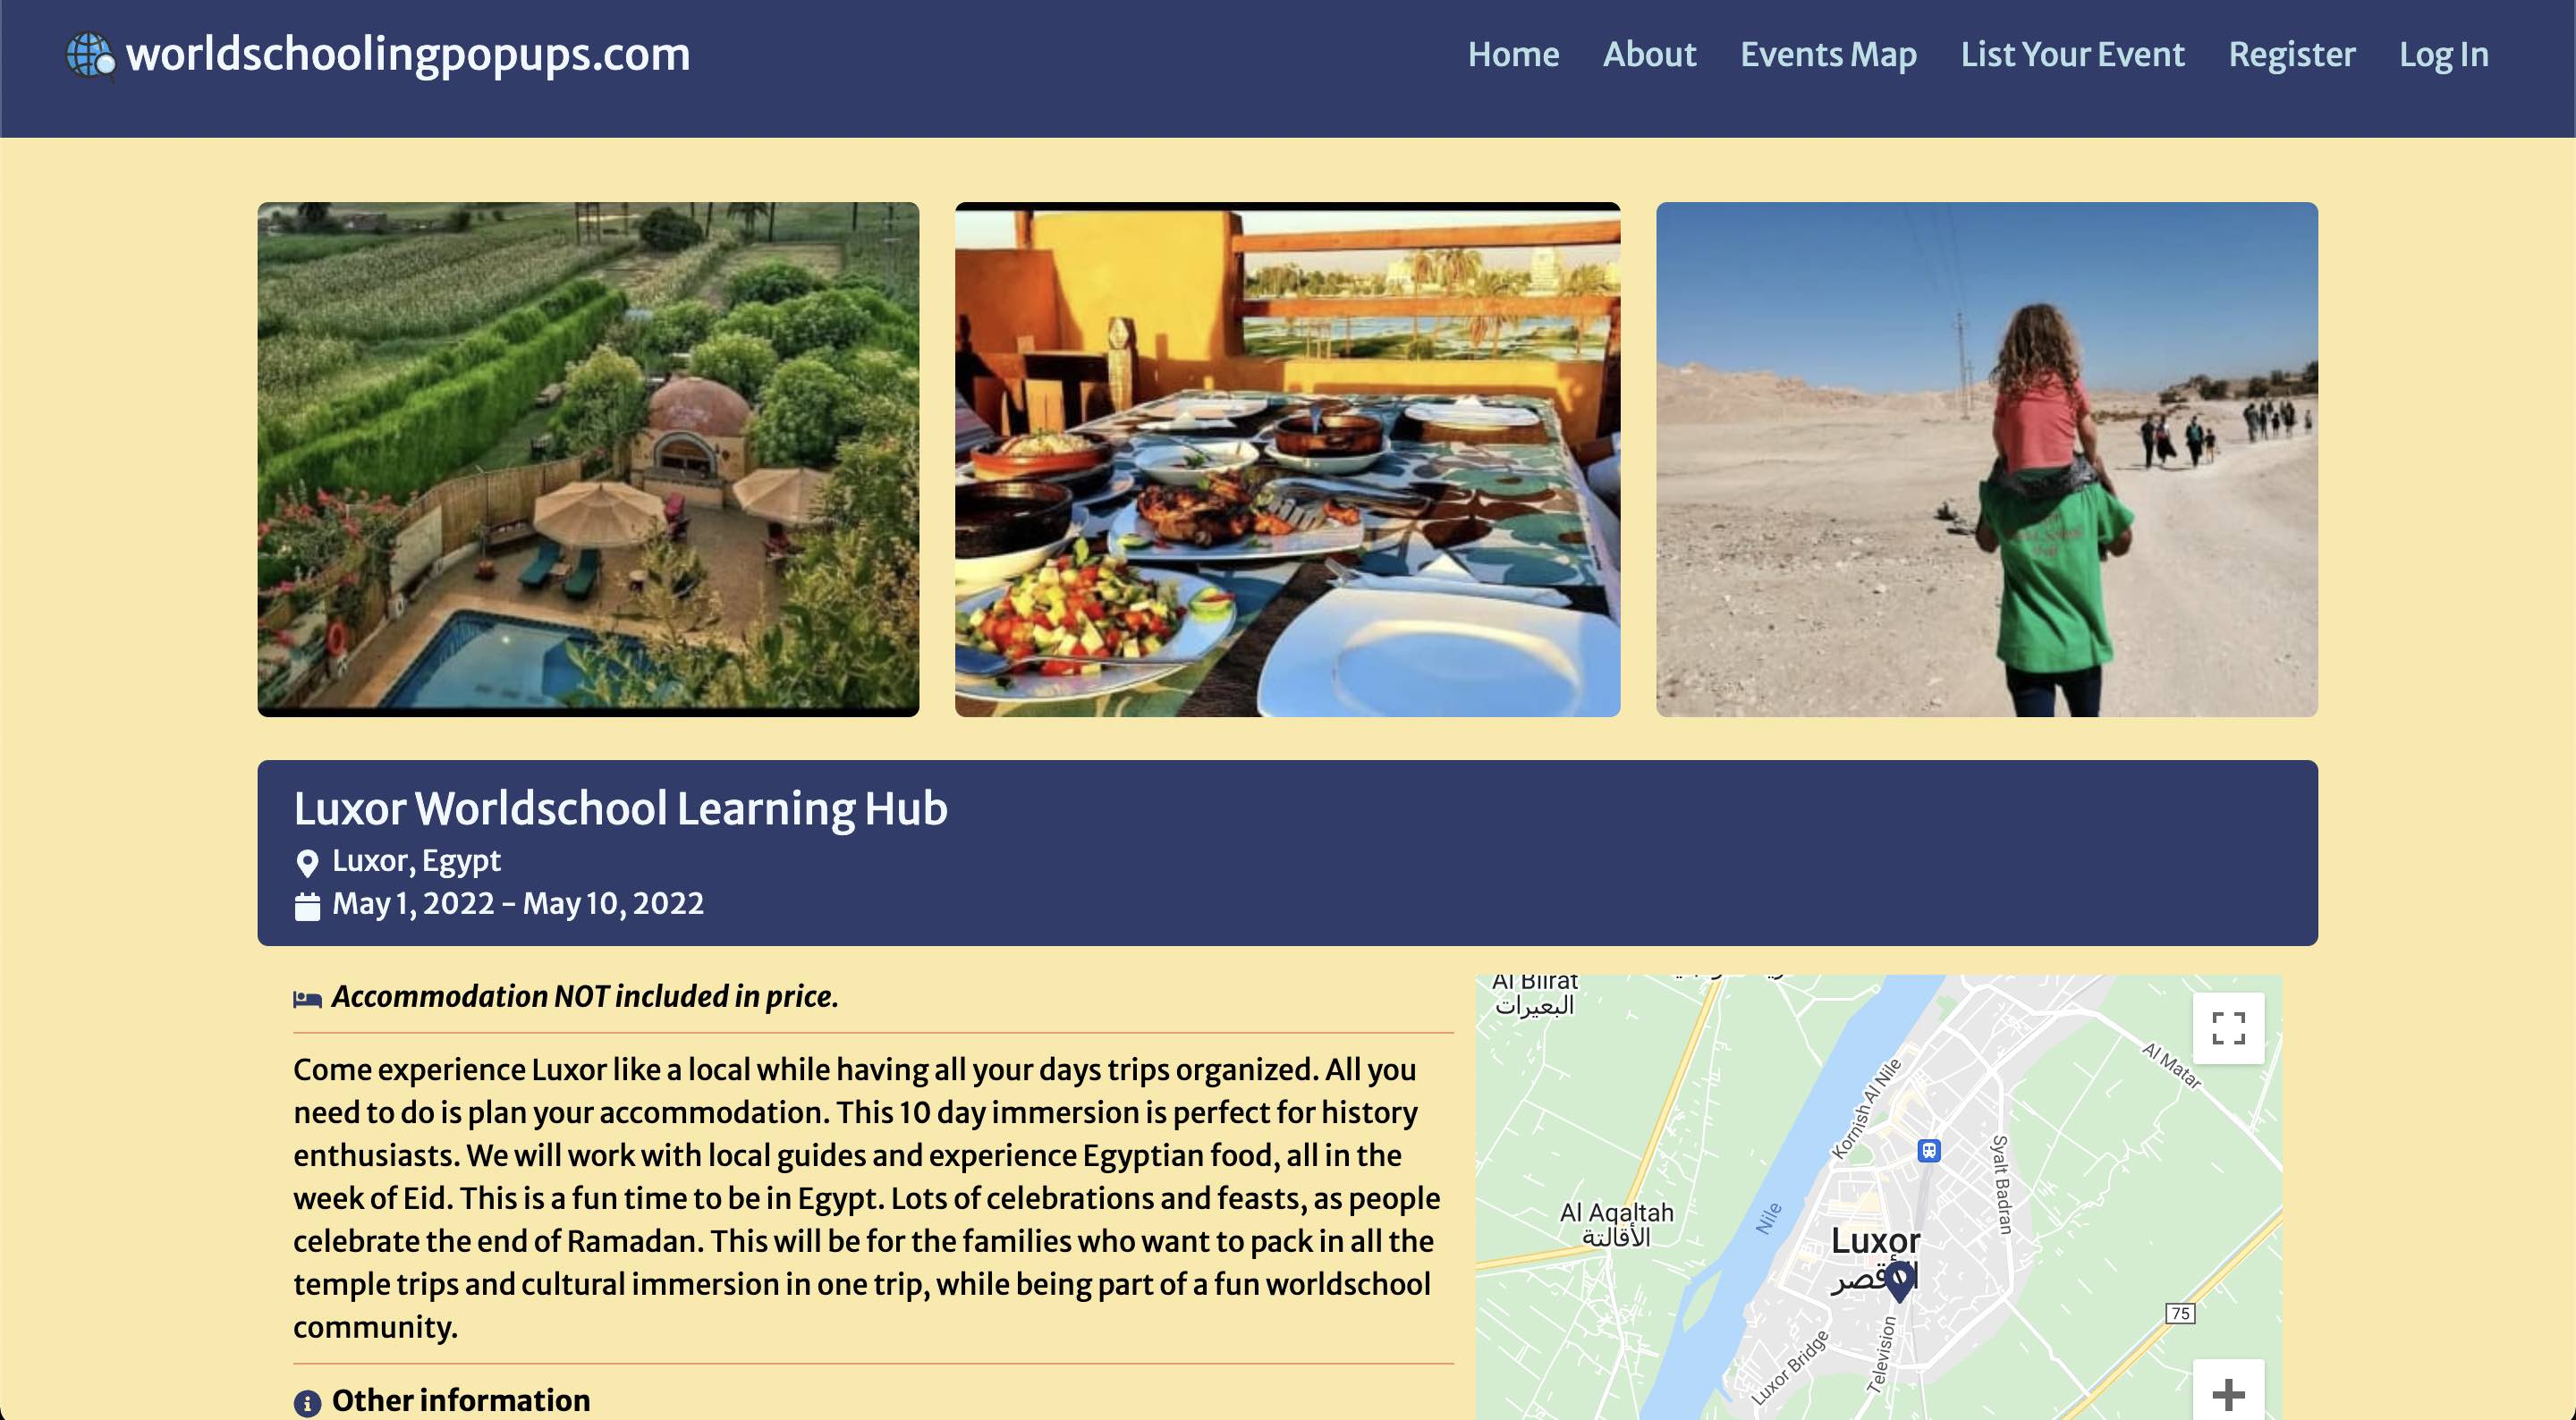 worldschoolingpopups.com
Home About Events Map List Your Event Register Log In
Luxor Worldschool Learning Hub
Luxor, Egypt
May 1, 2022 - May 10, 2022
Accommodation NOT included in price.
Come experience Luxor like a local while having all your days trips organized. All you
need to do is plan your accommodation. This 10 day immersion is perfect for history
enthusiasts. We will work with local guides and experience Egyptian food, all in the
week of Eid. This is a fun time to be in Egypt. Lots of celebrations and feasts, as people
celebrate the end of Ramadan. This will be for the families who want to pack in all the
temple trips and cultural immersion in one trip, while being part of a fun worldschool
community.
Other information
Al Bilrat
البعيرات
Kornish Al Nile
Al Matar
Syalt Badran
Al Aqaltah
الأقالتة
Nile
Luxor
الأقصر
75
Luxor Bridge
Television